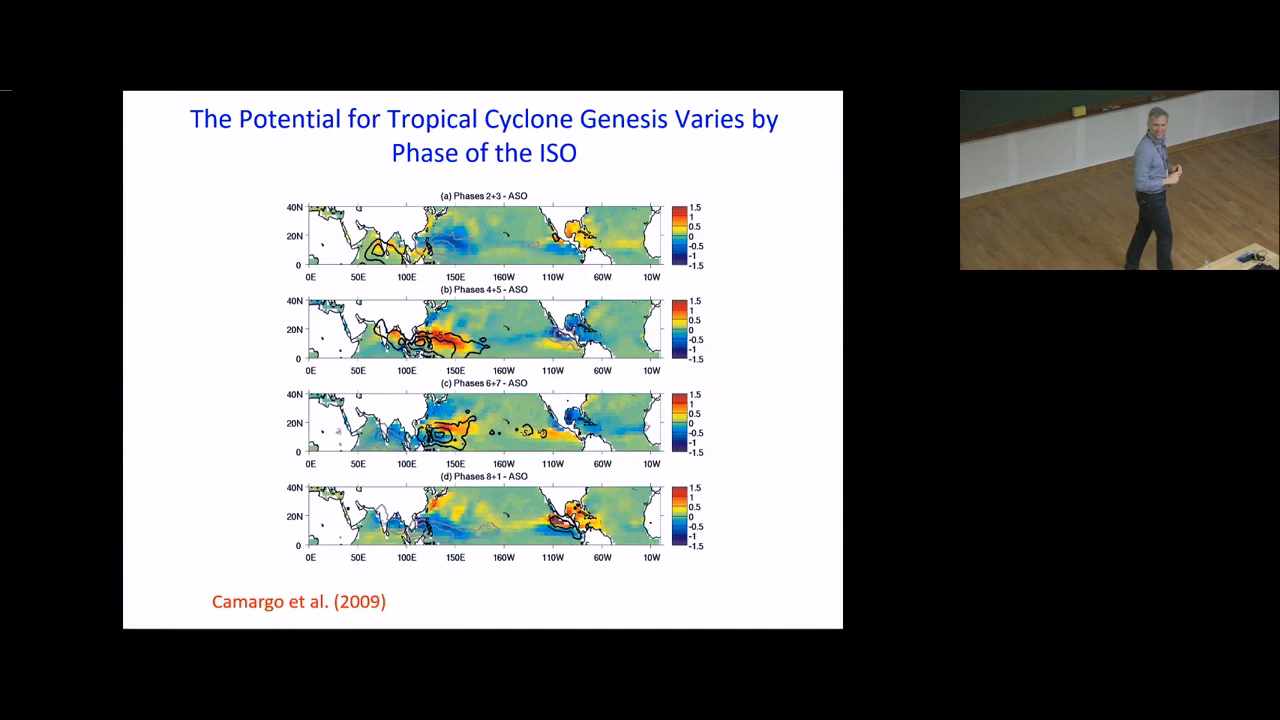 The Potential for Tropical Cyclone Genesis Varies by
Phase of the ISO
(a) Phases 2+3 - ASO
40N
20N
0
0E 50E 100E 150E 160W 110W 60W 10W
1.5
1
0.5
0
-0.5
-1
-1.5
(b) Phases 4+5 - ASO
40N
20N
0
0E 50E 100E 150E 160W 110W 60W 10W
1.5
1
0.5
0
-0.5
-1
-1.5
(c) Phases 6+7 - ASO
40N
20N
0
0E 50E 100E 150E 160W 110W 60W 10W
1.5
1
0.5
0
-0.5
-1
-1.5
(d) Phases 8+1 - ASO
40N
20N
0
0E 50E 100E 150E 160W 110W 60W 10W
1.5
1
0.5
0
-0.5
-1
-1.5
Camargo et al. (2009)